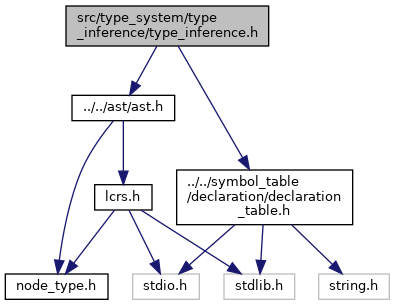 src/type_system/type
_inference/type_inference.h
../../ast/ast.h
lcrs.h
../../symbol_table
/declaration/declaration
_table.h
node_type.h
stdio.h
stdlib.h
string.h